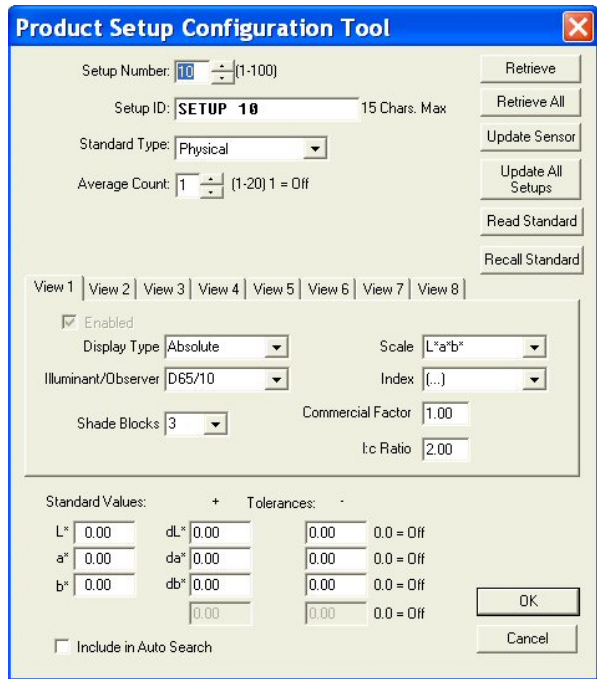 Product Setup Configuration Tool
Setup Number: 10 (1-100)
Retrieve
Setup ID: SETUP 10 15 Chars. Max
Retrieve All
Standard Type: Physical
Update Sensor
Average Count: 1 (1-20) 1 = Off
Update All
Setups
Read Standard
Recall Standard
View 1 View 2 View 3 View 4 View 5 View 6 View 7 View 8
Enabled
Display Type Absolute Scale L*a*b*
Illuminant/Observer D65/10 Index (...)
Shade Blocks 3 Commercial Factor 1.00
l:c Ratio 2.00
Standard Values: + Tolerances: -
L* 0.00 dL* 0.00 0.00 0.0 = Off
a* 0.00 da* 0.00 0.00 0.0 = Off
b* 0.00 db* 0.00 0.00 0.0 = Off
0.00 0.00 0.0 = Off
OK
Include in Auto Search
Cancel